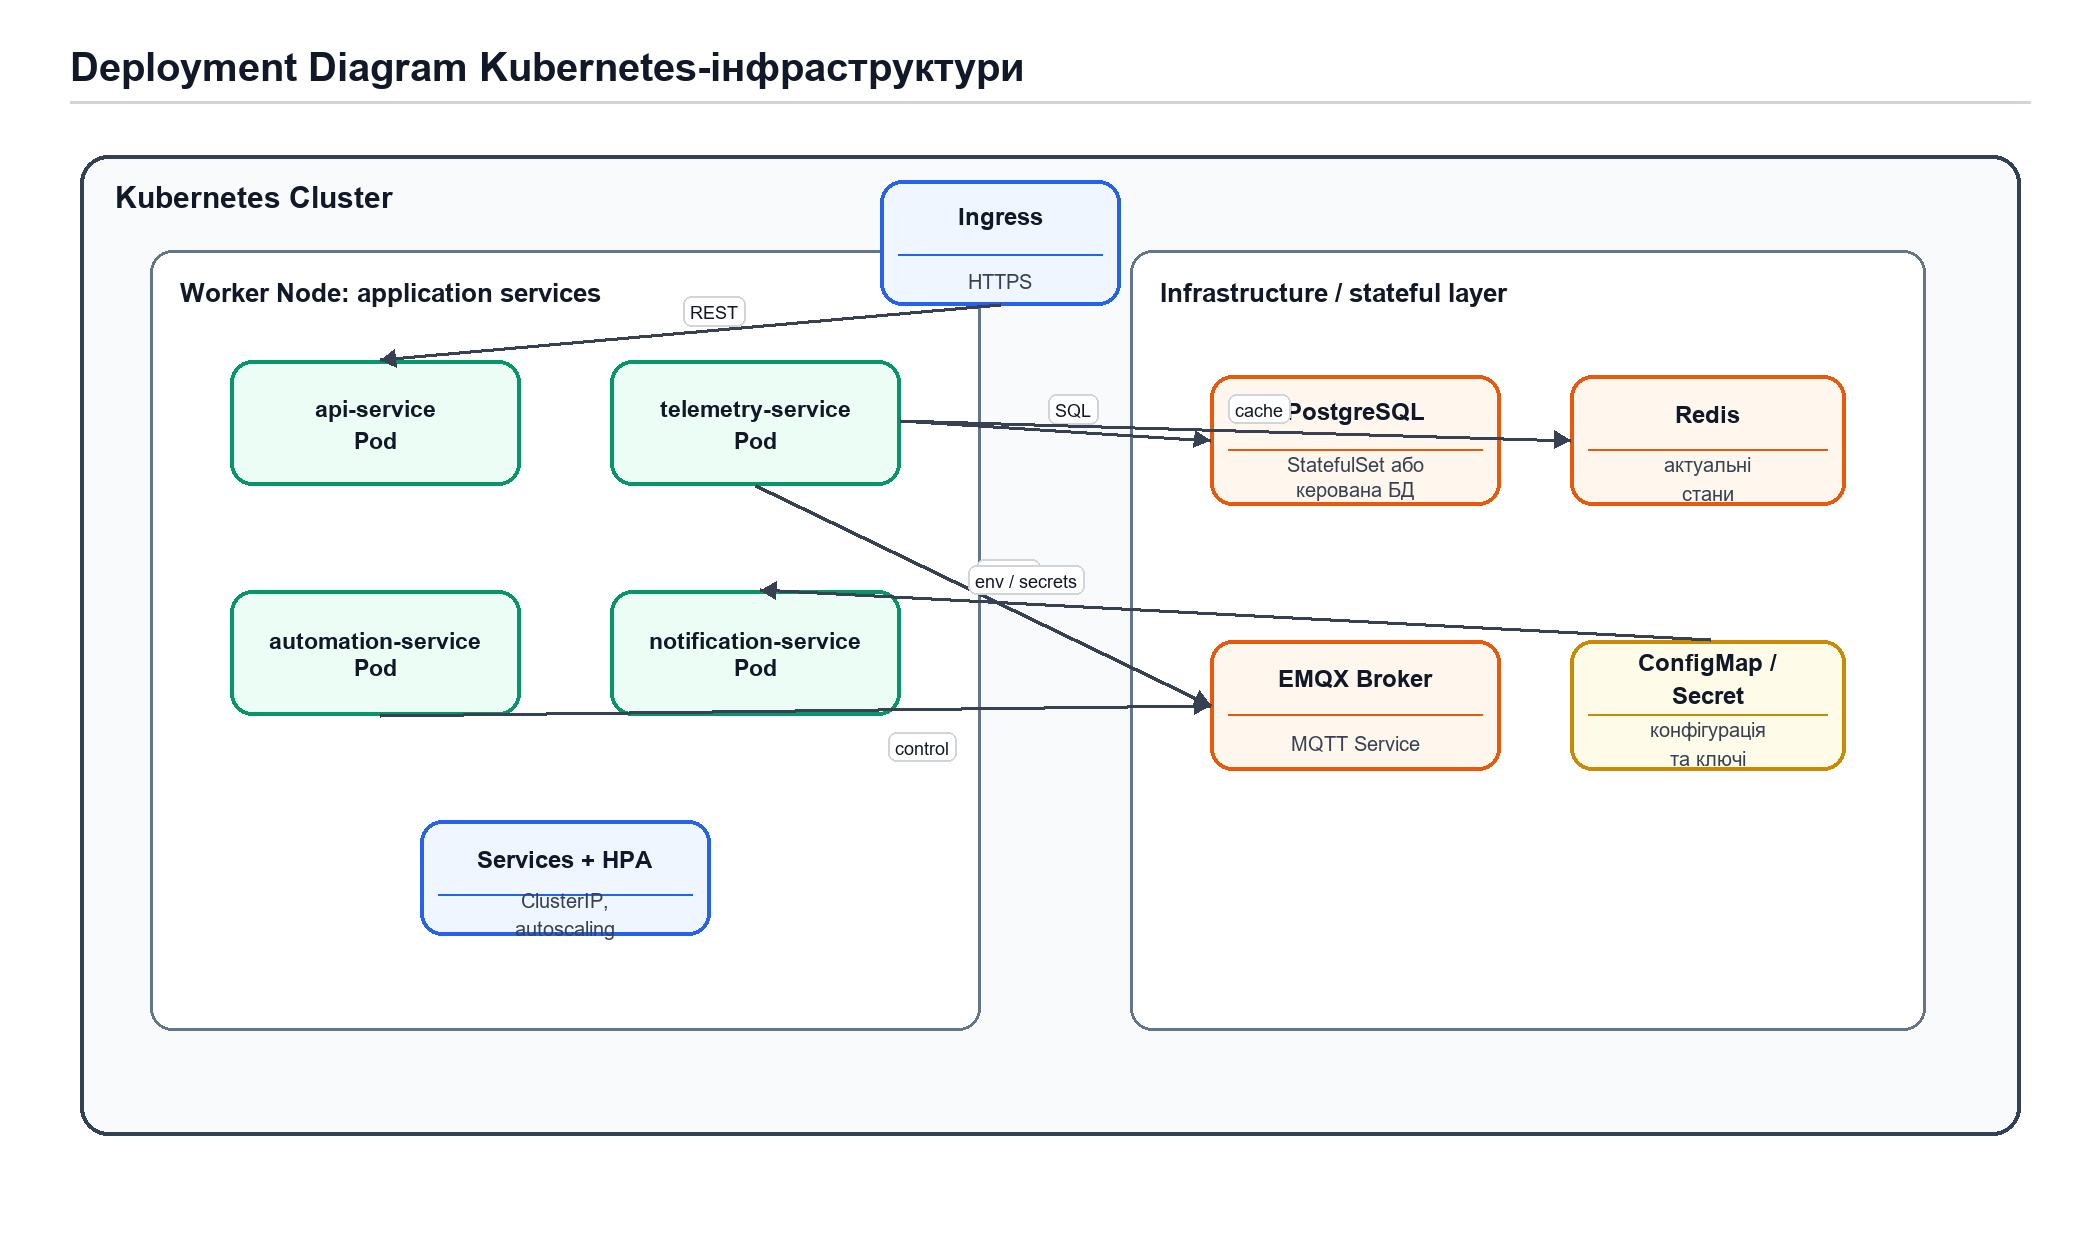 Deployment Diagram Kubernetes-інфраструктури
Kubernetes Cluster
Ingress
HTTPS
Worker Node: application services
REST
api-service
Pod
telemetry-service
Pod
automation-service
Pod
notification-service
Pod
control
Services + HPA
ClusterIP,
autoscaling
SQL
env / secrets
Infrastructure / stateful layer
cache
PostgreSQL
StatefulSet або
керована БД
Redis
актуальні
стани
EMQX Broker
MQTT Service
ConfigMap /
Secret
конфігурація
та ключі